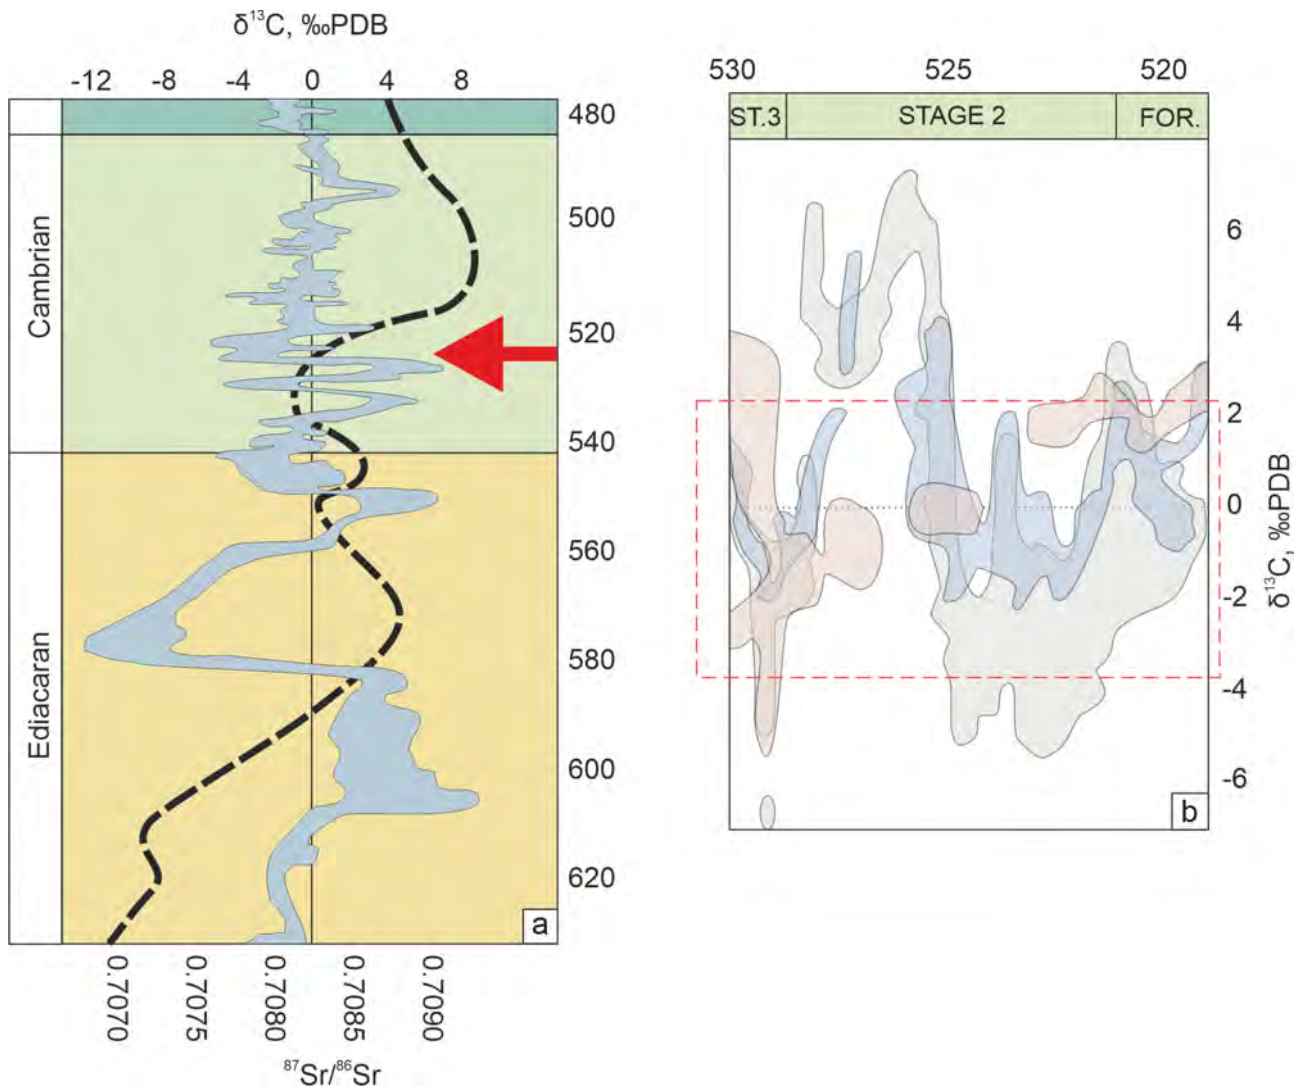 δ¹³C, ‰PDB
-12 -8 -4 0 4 8
480
500
520
540
560
580
600
620
Cambrian
Ediacaran
a
0.7070 0.7075 0.7080 0.7085 0.7090
⁸⁷Sr/⁸⁶Sr
530 525 520
ST.3 STAGE 2 FOR.
6
4
2
0
-2
-4
-6
δ¹³C, ‰PDB
b